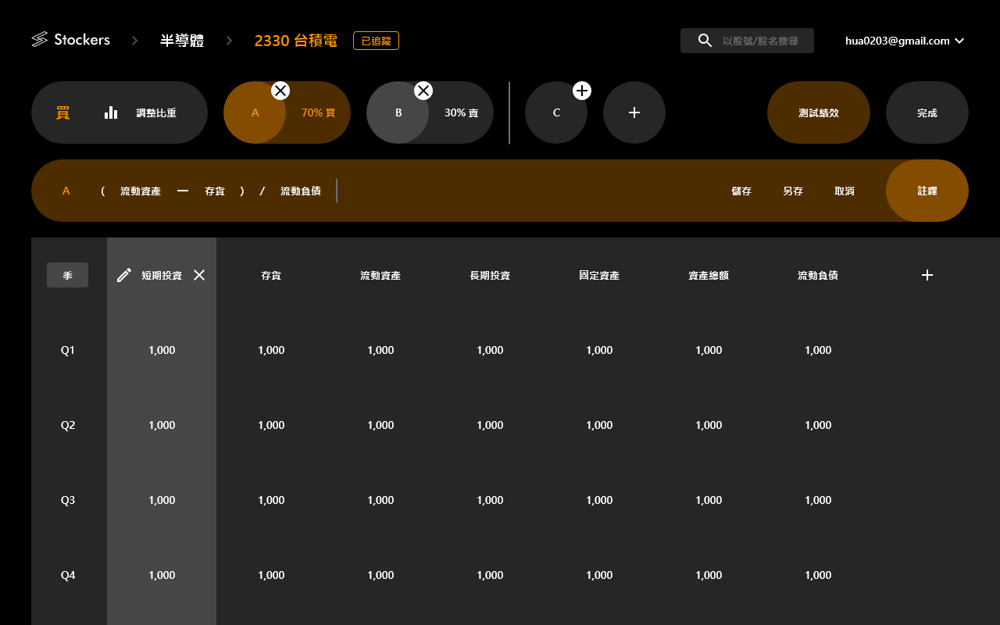 Stockers > 半導體 > 2330 台積電 已追蹤 以股號/股名搜尋 hua0203@gmail.com
買 調整比重 A 70% 買 B 30% 賣 C + 測試績效 完成
A ( 流動資產 — 存貨 ) / 流動負債 儲存 另存 取消 註釋
季 短期投資 存貨 流動資產 長期投資 固定資產 資產總額 流動負債 +
Q1 1,000 1,000 1,000 1,000 1,000 1,000 1,000
Q2 1,000 1,000 1,000 1,000 1,000 1,000 1,000
Q3 1,000 1,000 1,000 1,000 1,000 1,000 1,000
Q4 1,000 1,000 1,000 1,000 1,000 1,000 1,000